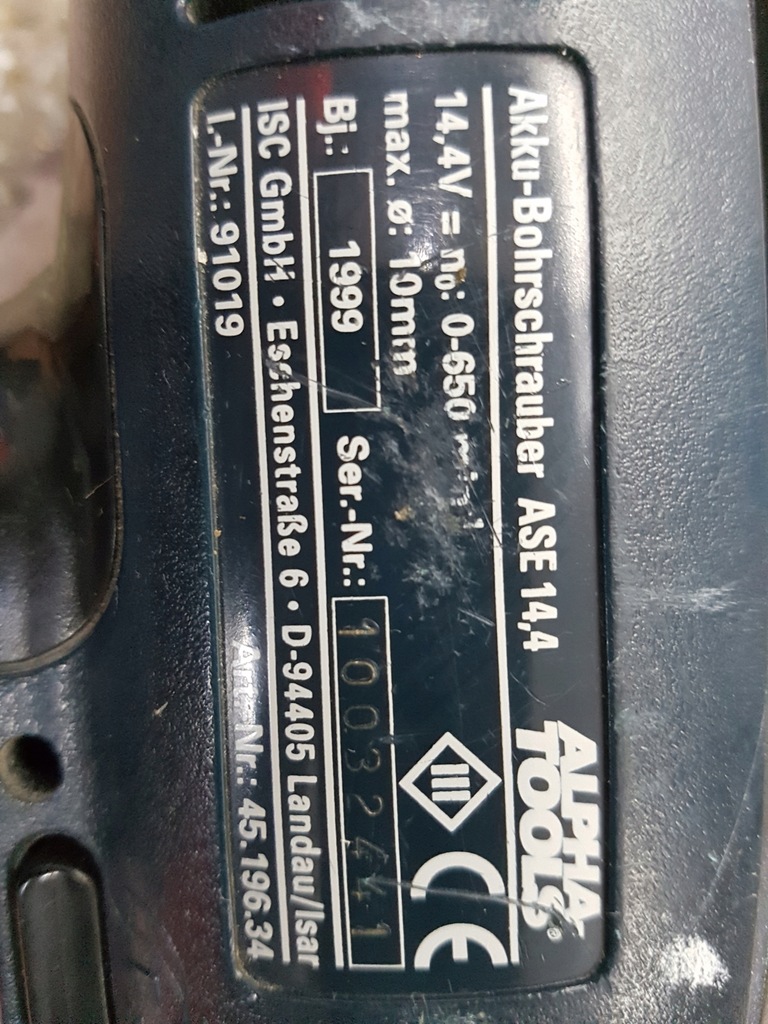 Akku-Bohrschrauber ASE 14,4
ALPHA
TOOLS®
14,4V = n₀: 0-650 min⁻¹
max. ø: 10mm
Bj.: 1999 Ser.-Nr.: 10032441
CE
ISC GmbH • Eschenstraße 6 • D-94405 Landau/Isar
I.-Nr.: 91019 Art.-Nr.: 45.196.34